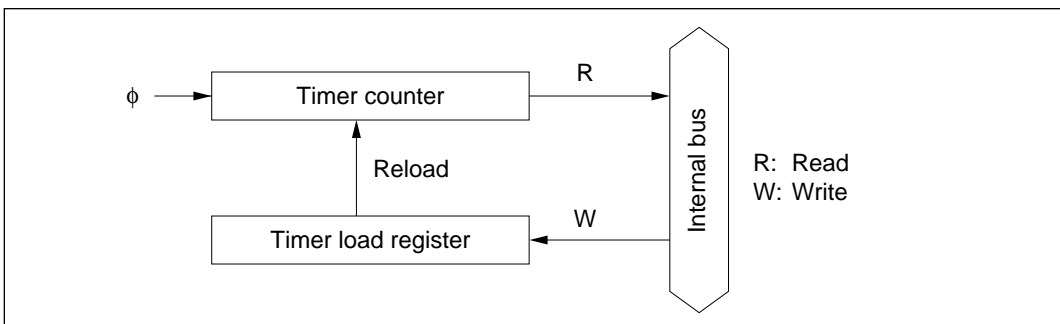 R
ϕ
Timer counter
Reload
Internal bus
R: Read
W: Write
W
Timer load register